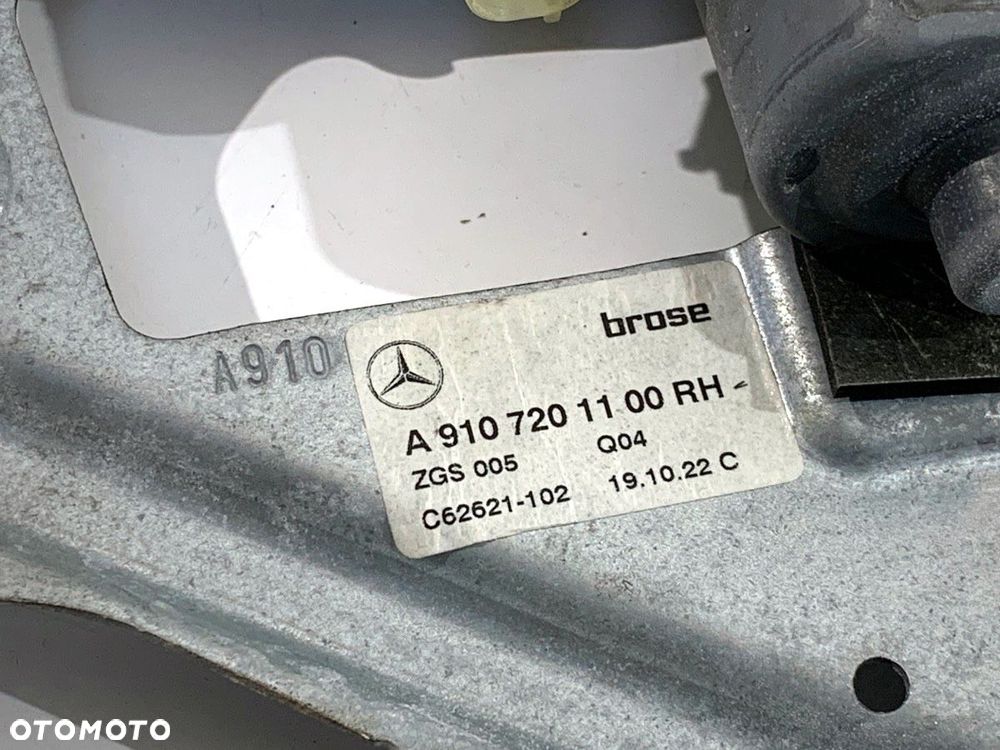 A910
brose
A 910 720 11 00 RH -
ZGS 005 Q04
C62621-102 19.10.22 C
OTOMOTO